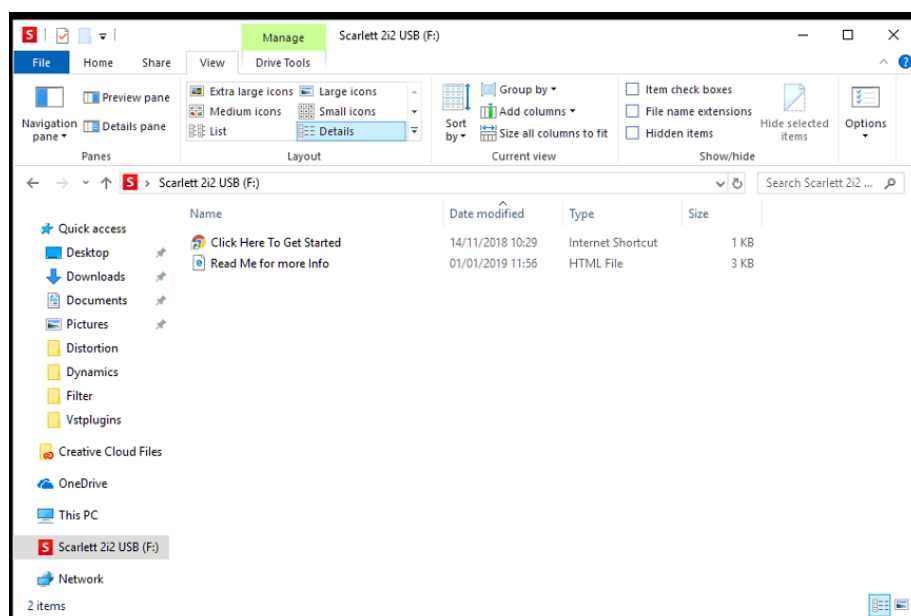 S Manage Scarlett 2i2 USB (F:)
File Home Share View Drive Tools
Navigation pane
Preview pane
Details pane
Panes
Extra large icons Large icons
Medium icons Small icons
List Details
Layout
Sort by
Group by
Add columns
Size all columns to fit
Current view
Item check boxes
File name extensions
Hidden items
Hide selected items
Show/hide
Options
S Scarlett 2i2 USB (F:)
Search Scarlett 2i2 ...
Name Date modified Type Size
Click Here To Get Started 14/11/2018 10:29 Internet Shortcut 1 KB
Read Me for more Info 01/01/2019 11:56 HTML File 3 KB
Quick access
Desktop
Downloads
Documents
Pictures
Distortion
Dynamics
Filter
Vstplugins
Creative Cloud Files
OneDrive
This PC
S Scarlett 2i2 USB (F:)
Network
2 items